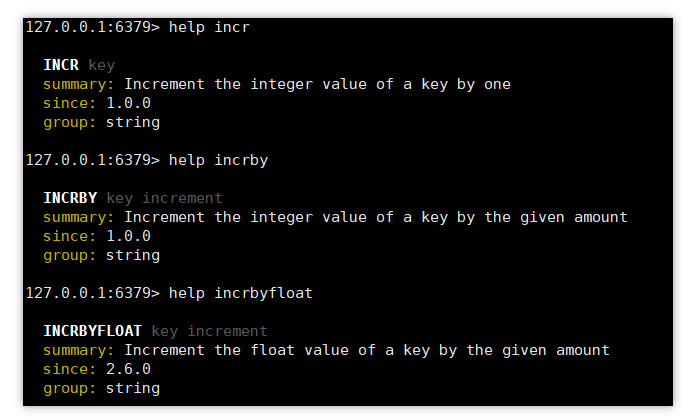 127.0.0.1:6379> help incr
INCR key
summary: Increment the integer value of a key by one
since: 1.0.0
group: string
127.0.0.1:6379> help incrby
INCRBY key increment
summary: Increment the integer value of a key by the given amount
since: 1.0.0
group: string
127.0.0.1:6379> help incrbyfloat
INCRBYFLOAT key increment
summary: Increment the float value of a key by the given amount
since: 2.6.0
group: string